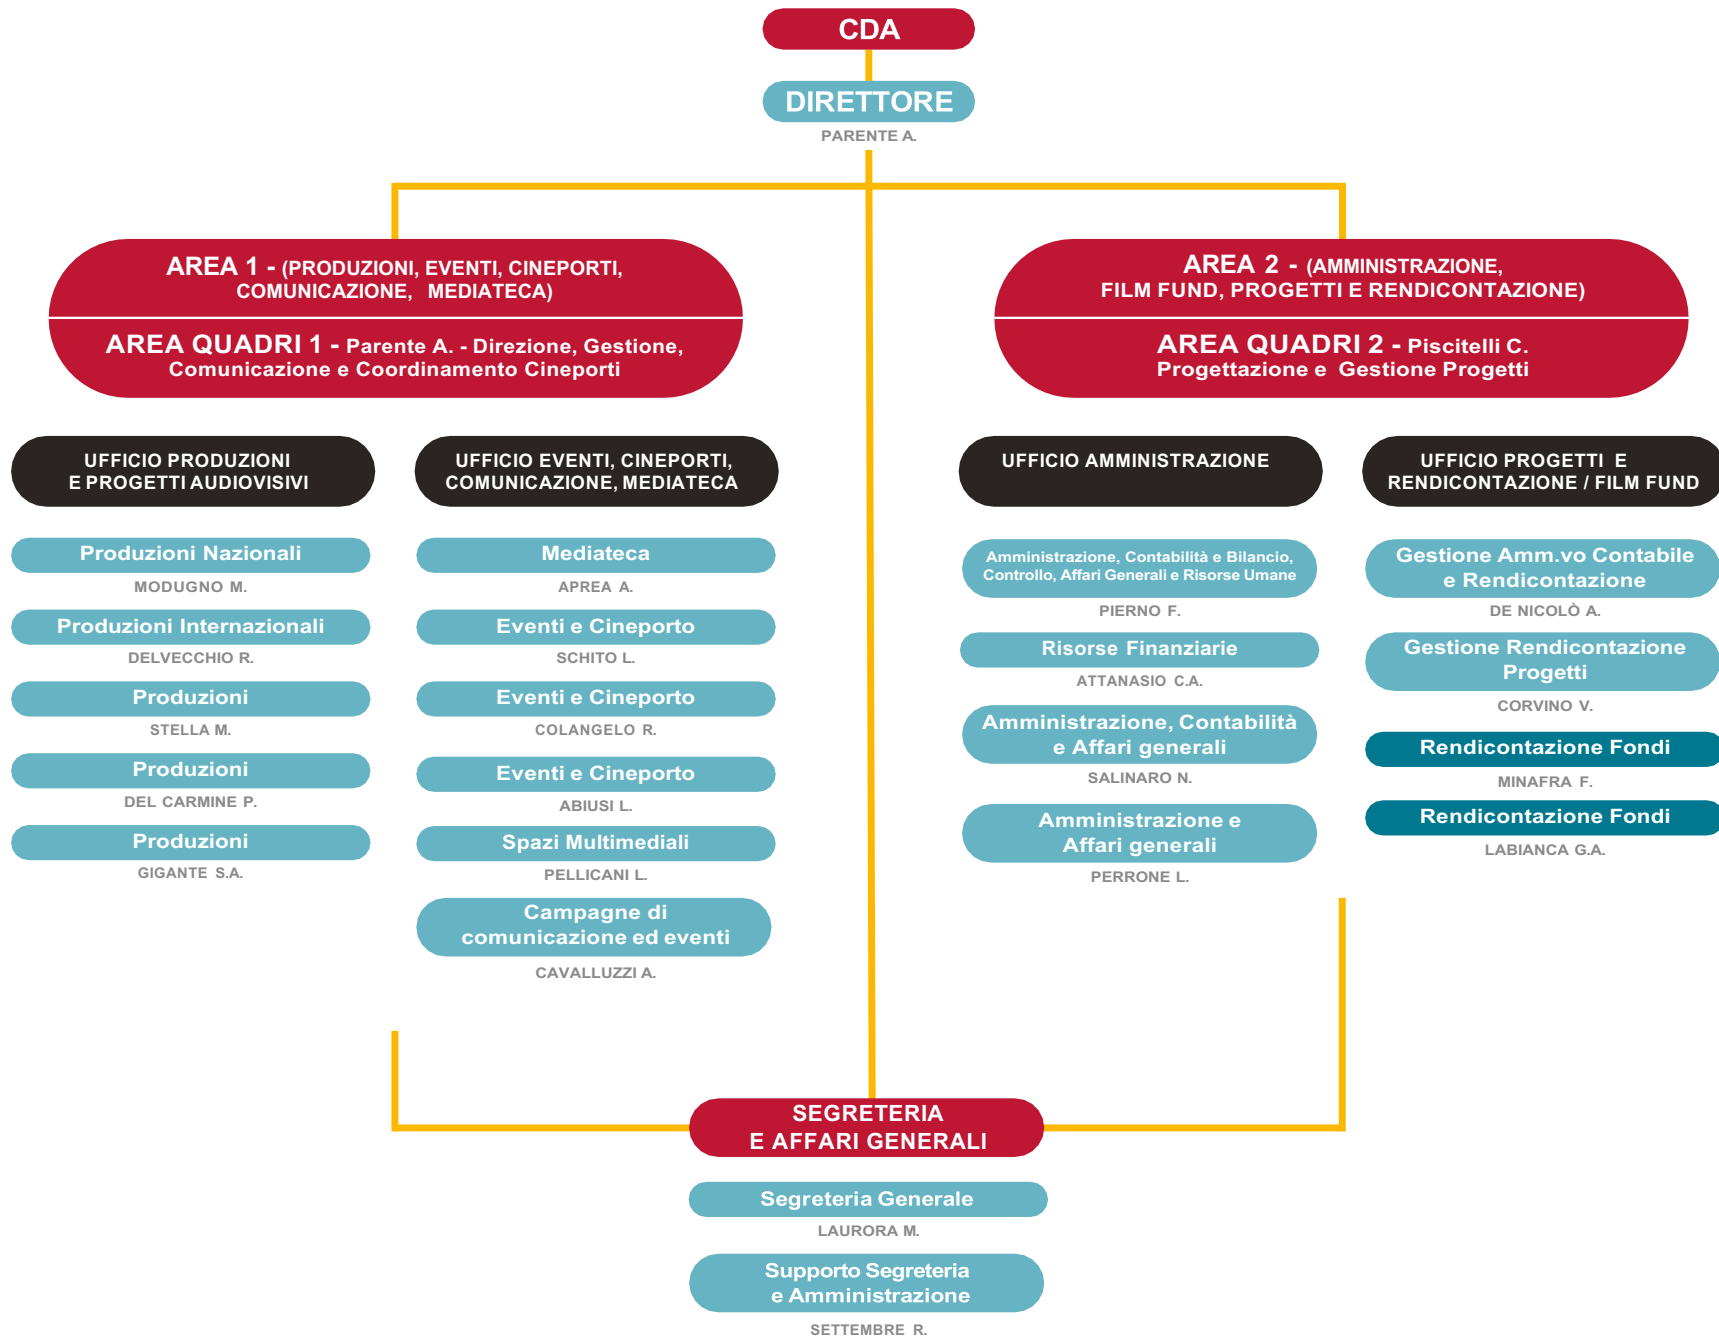 CDA
DIRETTORE
PARENTE A.
AREA 1 - (PRODUZIONI, EVENTI, CINEPORTI,
COMUNICAZIONE, MEDIATECA)
AREA QUADRI 1 - Parente A. - Direzione, Gestione,
Comunicazione e Coordinamento Cineporti
AREA 2 - (AMMINISTRAZIONE,
FILM FUND, PROGETTI E RENDICONTAZIONE)
AREA QUADRI 2 - Piscitelli C.
Progettazione e Gestione Progetti
UFFICIO PRODUZIONI
E PROGETTI AUDIOVISIVI
Produzioni Nazionali
MODUGNO M.
Produzioni Internazionali
DELVECCHIO R.
Produzioni
STELLA M.
Produzioni
DEL CARMINE P.
Produzioni
GIGANTE S.A.
UFFICIO EVENTI, CINEPORTI,
COMUNICAZIONE, MEDIATECA
Mediateca
APREA A.
Eventi e Cineporto
SCHITO L.
Eventi e Cineporto
COLANGELO R.
Eventi e Cineporto
ABIUSI L.
Spazi Multimediali
PELLICANI L.
Campagne di
comunicazione ed eventi
CAVALLUZZI A.
UFFICIO AMMINISTRAZIONE
Amministrazione, Contabilità e Bilancio,
Controllo, Affari Generali e Risorse Umane
PIERNO F.
Risorse Finanziarie
ATTANASIO C.A.
Amministrazione, Contabilità
e Affari generali
SALINARO N.
Amministrazione e
Affari generali
PERRONE L.
UFFICIO PROGETTI E
RENDICONTAZIONE / FILM FUND
Gestione Amm.vo Contabile
e Rendicontazione
DE NICOLÒ A.
Gestione Rendicontazione
Progetti
CORVINO V.
Rendicontazione Fondi
MINAFRA F.
Rendicontazione Fondi
LABIANCA G.A.
SEGRETERIA
E AFFARI GENERALI
Segreteria Generale
LAURORA M.
Supporto Segreteria
e Amministrazione
SETTEMBRE R.